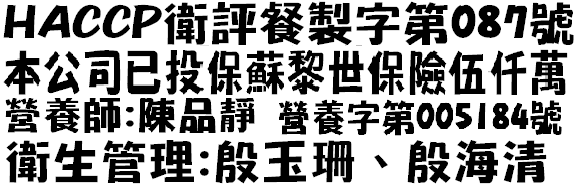 HACCP衛評餐製字第087號
本公司已投保蘇黎世保險伍仟萬
營養師:陳品靜 營養字第005184號
衛生管理:殷玉珊、殷海清